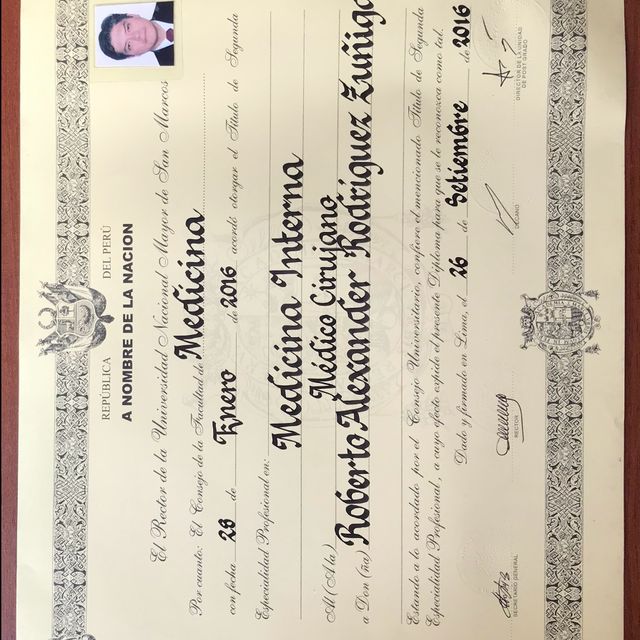 REPÚBLICA DEL PERÚ
A NOMBRE DE LA NACION
El Rector de la Universidad Nacional Mayor de San Marcos
Por cuanto: El Consejo de la Facultad de Medicina
con fecha 26 de Enero de 2016 acordó otorgar el Título de Segunda
Especialidad Profesional en:
Medicina Interna
Al (A la) Médico Cirujano
a Don (ña) Roberto Alexander Rodríguez Zuñiga
Estando a lo acordado por el Consejo Universitario, confiere el mencionado Título de Segunda
Especialidad Profesional, a cuyo efecto expide el presente Diploma para que se le reconozca como tal.
Dado y firmado en Lima, el 26 de Setiembre de 2016
SECRETARIO GENERAL
RECTOR
DECANO
DIRECTOR DE LA UNIDAD
DE POST GRADO